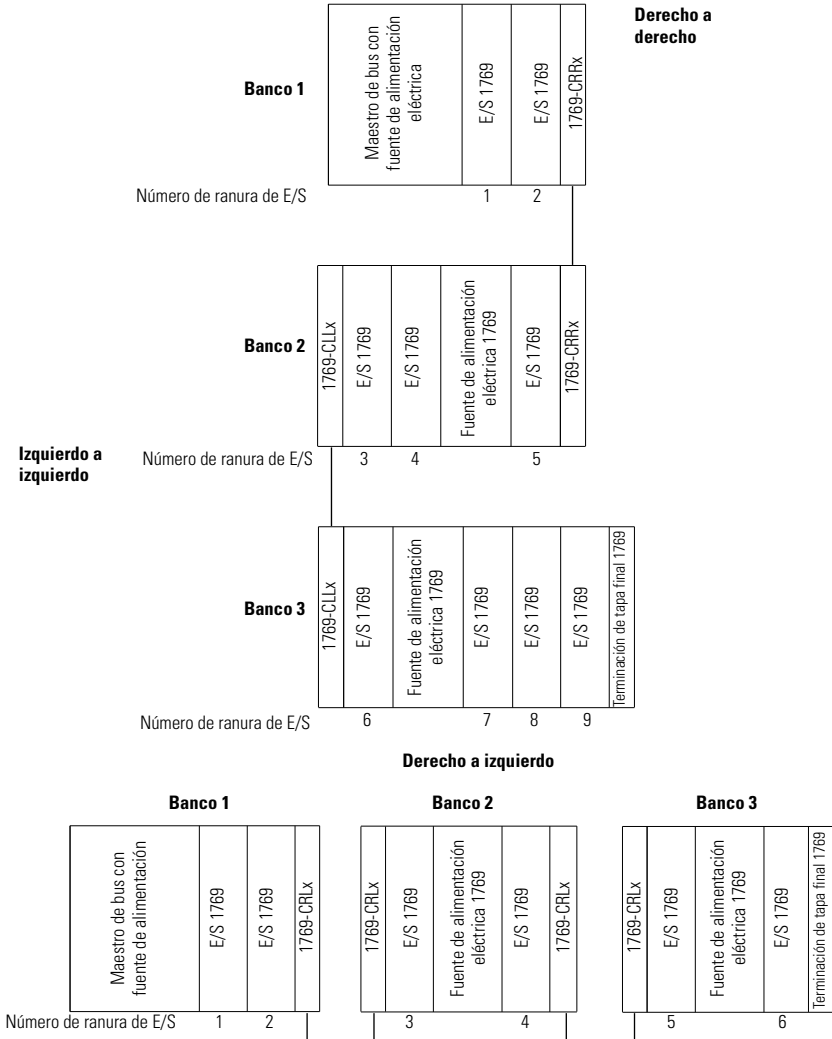 Derecho a
derecho
Banco 1
Maestro de bus con
fuente de alimentación
eléctrica
E/S 1769
E/S 1769
1769-CRRx
Número de ranura de E/S
1
2
Banco 2
1769-CLLx
E/S 1769
E/S 1769
Fuente de alimentación
eléctrica 1769
E/S 1769
1769-CRRx
Izquierdo a
izquierdo
Número de ranura de E/S
3
4
5
Banco 3
1769-CLLx
E/S 1769
Fuente de alimentación
eléctrica 1769
E/S 1769
E/S 1769
E/S 1769
Terminación de tapa final 1769
Número de ranura de E/S
6
7
8
9
Derecho a izquierdo
Banco 1
Banco 2
Banco 3
Maestro de bus con
fuente de alimentación
E/S 1769
E/S 1769
1769-CRLx
1769-CRLx
E/S 1769
Fuente de alimentación
eléctrica 1769
E/S 1769
1769-CRLx
1769-CRLx
E/S 1769
Fuente de alimentación
eléctrica 1769
E/S 1769
Terminación de tapa final 1769
Número de ranura de E/S
1
2
3
4
5
6